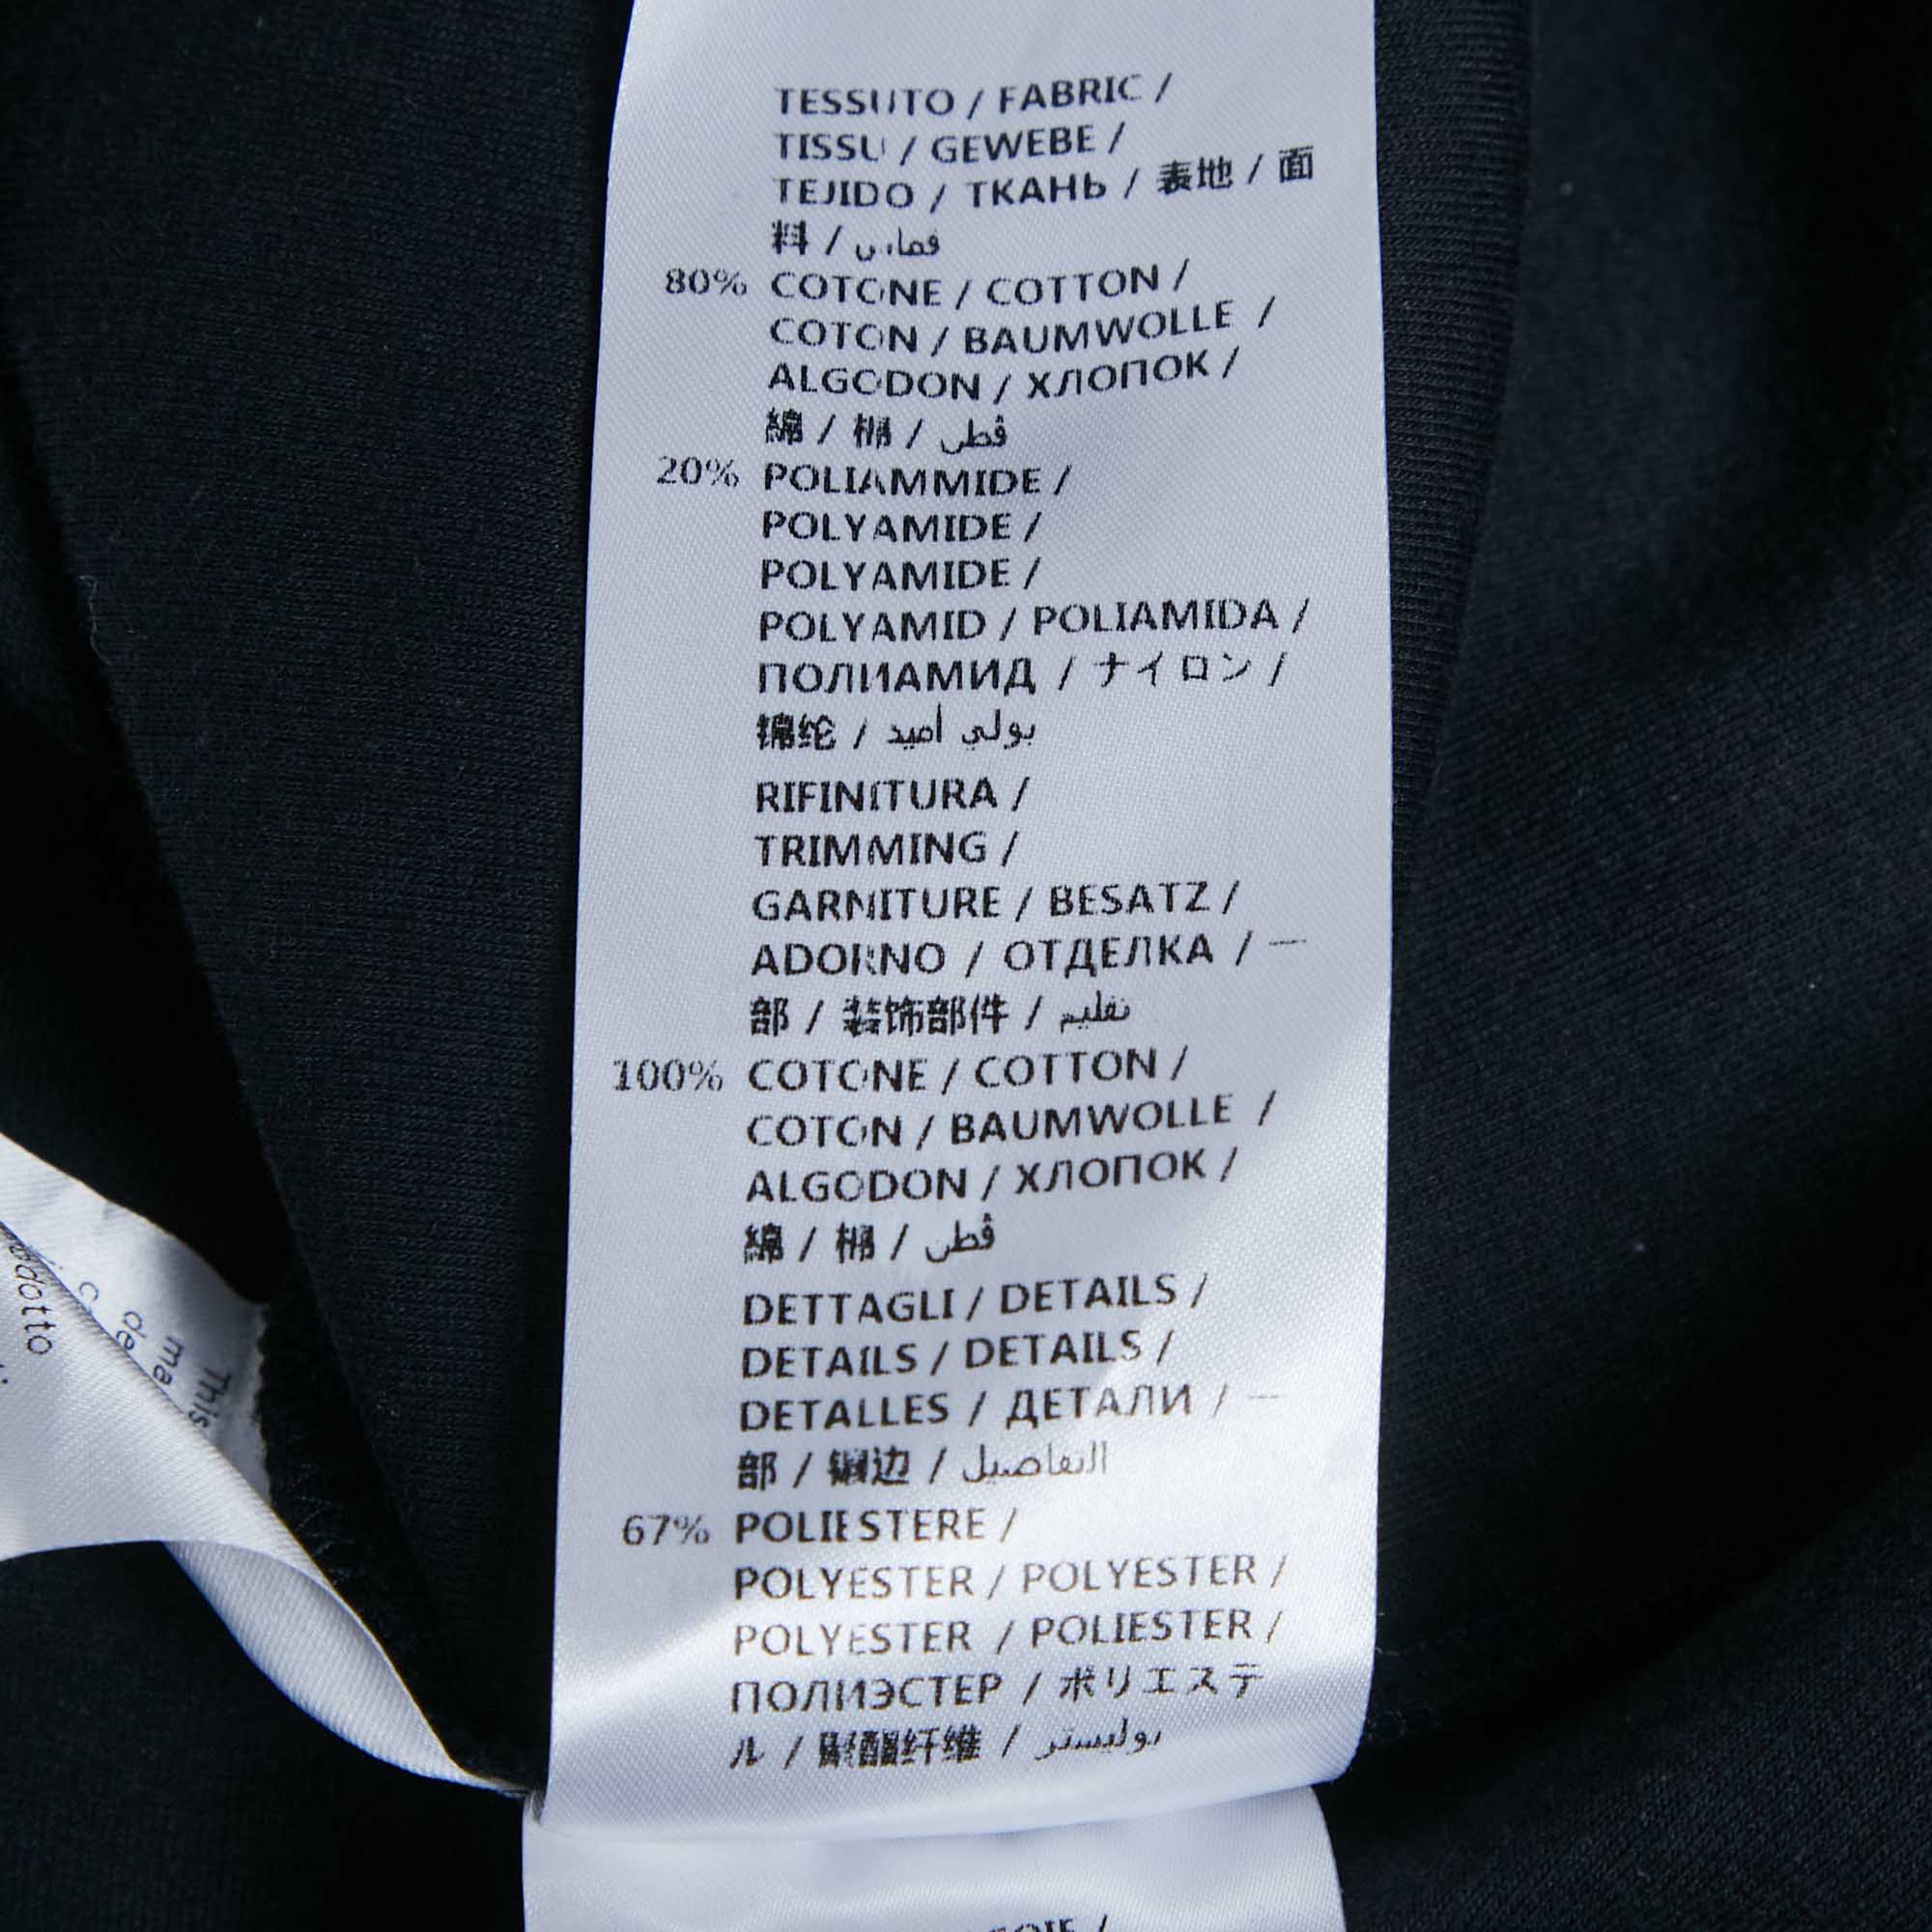 TESSUTO / FABRIC /
TISSU / GEWEBE /
TEJIDO / ТКАНЬ / 表地 / 面
料 / قماش
80% COTONE / COTTON /
COTON / BAUMWOLLE /
ALGODON / ХЛОПОК /
綿 / 棉 / قطن
20% POLIAMMIDE /
POLYAMIDE /
POLYAMIDE /
POLYAMID / POLIAMIDA /
ПОЛИАМИД / ナイロン /
锦纶 / بولي أميد
RIFINITURA /
TRIMMING /
GARNITURE / BESATZ /
ADORNO / ОТДЕЛКА / 一
部 / 装饰部件 / تقليم
100% COTONE / COTTON /
COTON / BAUMWOLLE /
ALGODON / ХЛОПОК /
綿 / 棉 / قطن
DETTAGLI / DETAILS /
DETAILS / DETAILS /
DETALLES / ДЕТАЛИ / 一
部 / 镶边 / التفاصيل
67% POLIESTERE /
POLYESTER / POLYESTER /
POLYESTER / POLIESTER /
ПОЛИЭСТЕР / ポリエステ
ル / 聚酯纤维 / بوليستر
This
ma
de